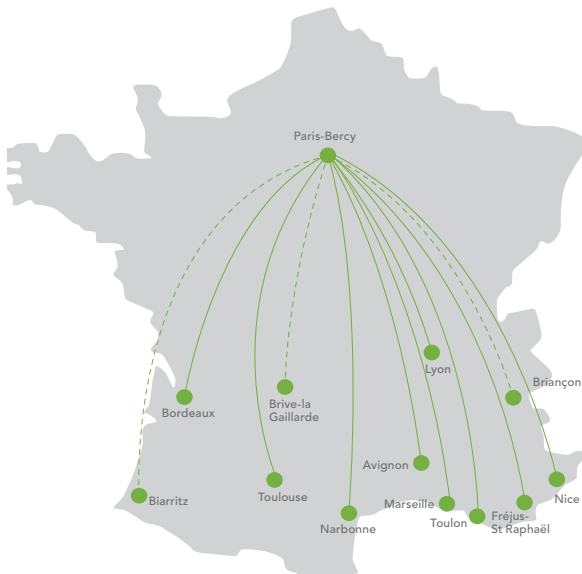 Paris-Bercy
Lyon
Briançon
Brive-la
Gaillarde
Bordeaux
Avignon
Toulouse
Biarritz
Marseille
Nice
Narbonne
Toulon
Fréjus-
St Raphaël